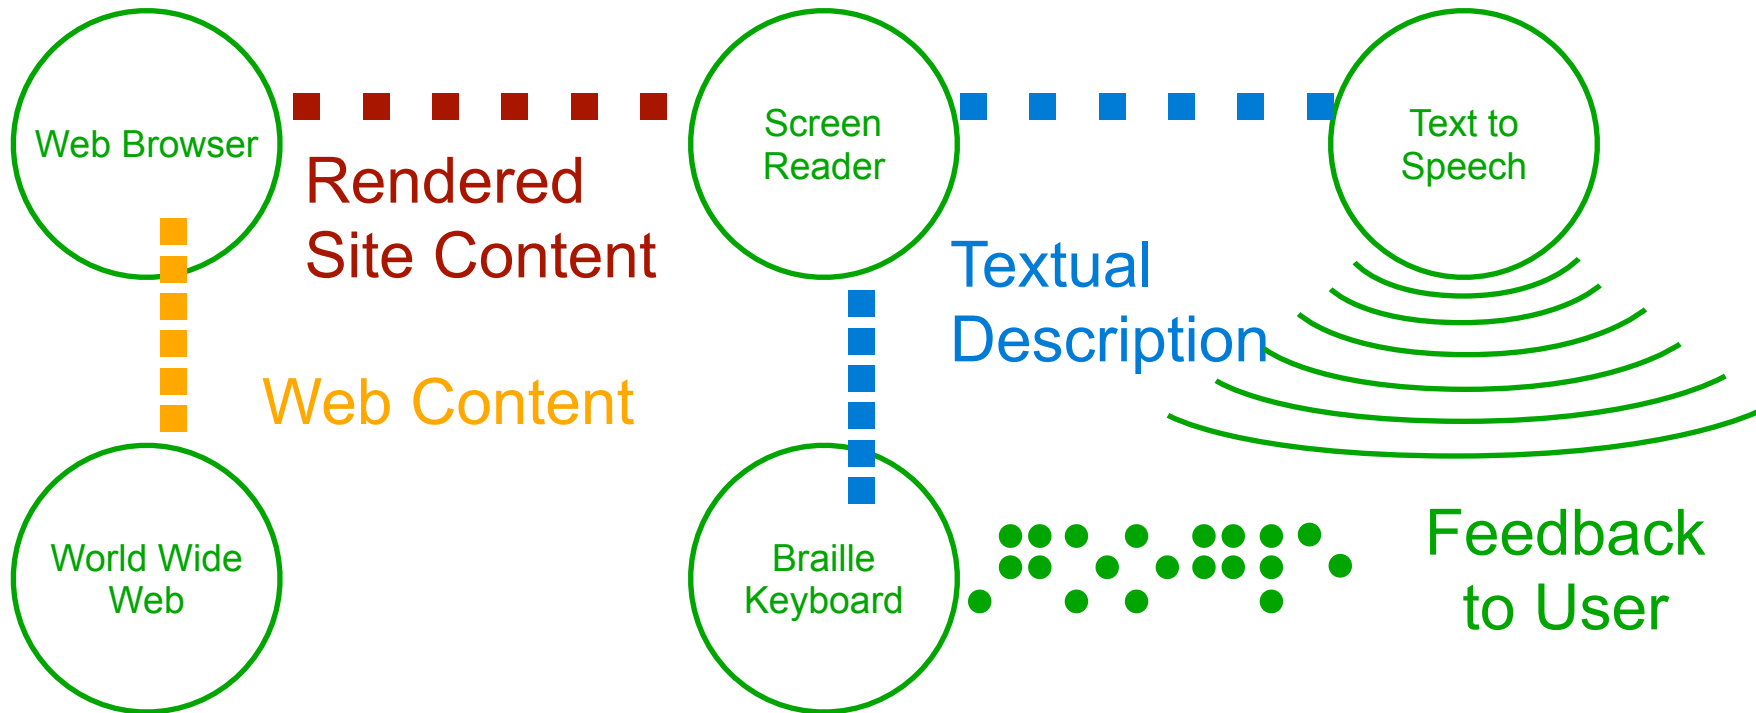 Web Browser
Rendered
Site Content
Screen
Reader
Textual
Description
Text to
Speech
Web Content
World Wide
Web
Braille
Keyboard
Feedback
to User